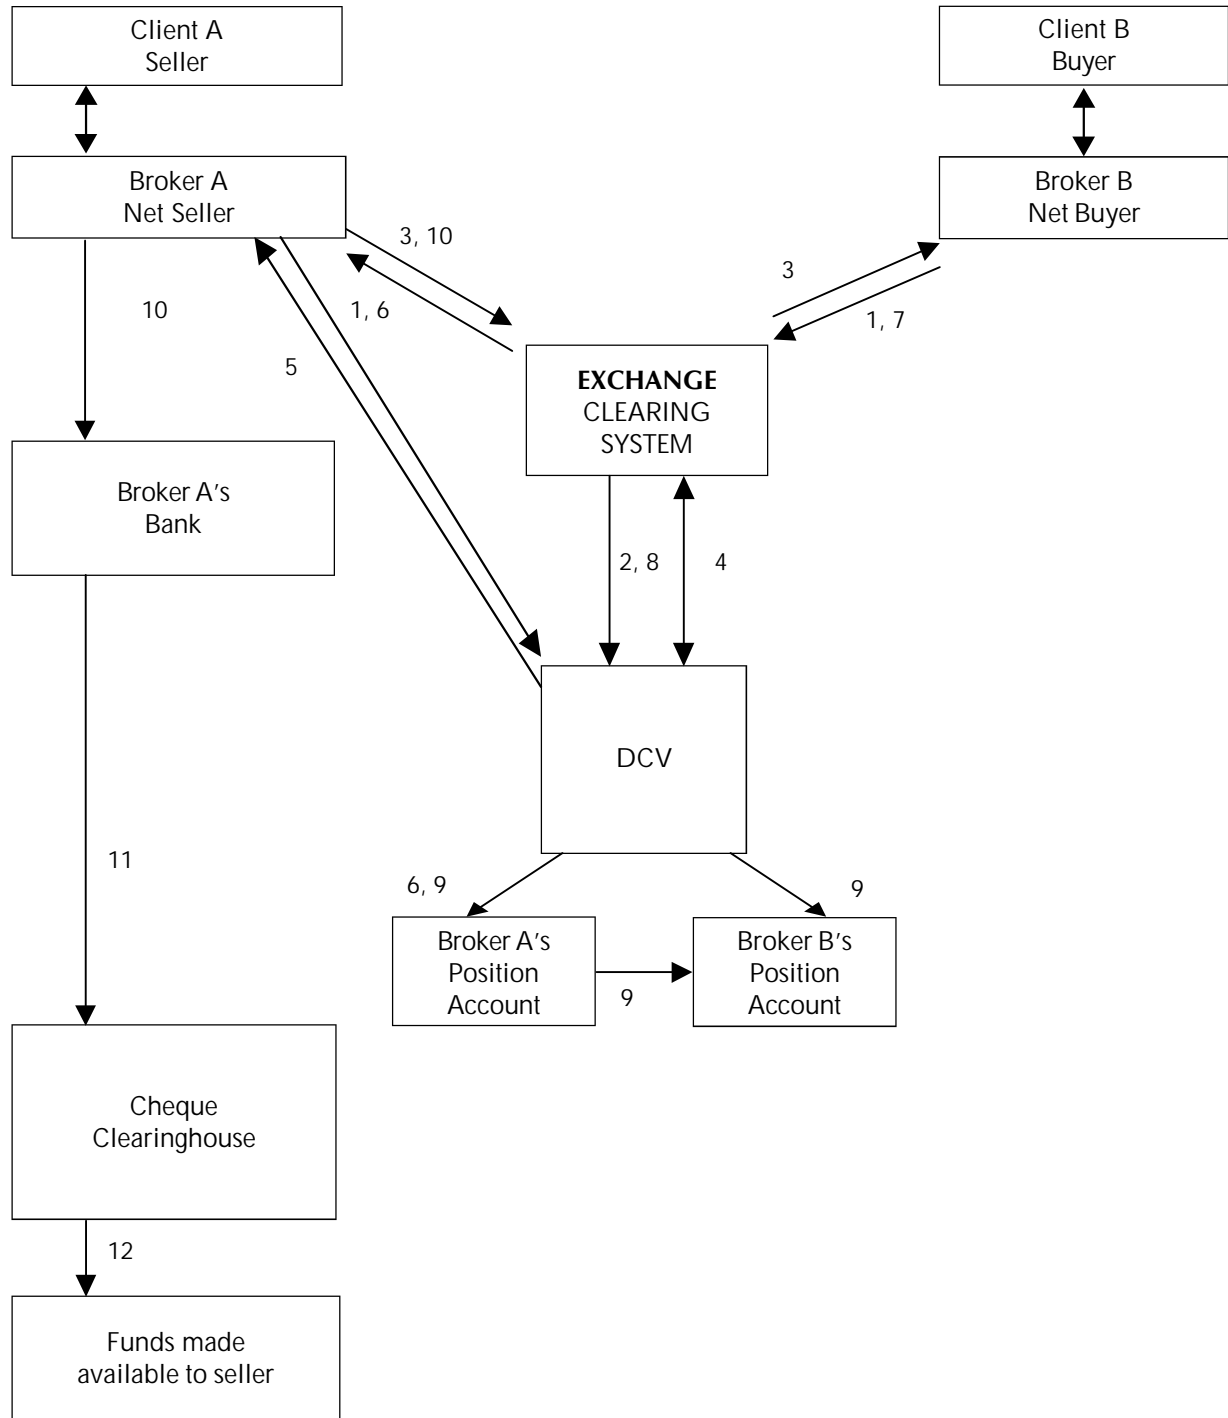 Client A
Seller
Client B
Buyer
Broker A
Net Seller
Broker B
Net Buyer
3, 10
3
10
1, 6
1, 7
5
EXCHANGE
CLEARING
SYSTEM
Broker A's
Bank
2, 8
4
DCV
11
6, 9
9
Broker A's
Position
Account
9
Broker B's
Position
Account
Cheque
Clearinghouse
12
Funds made
available to seller